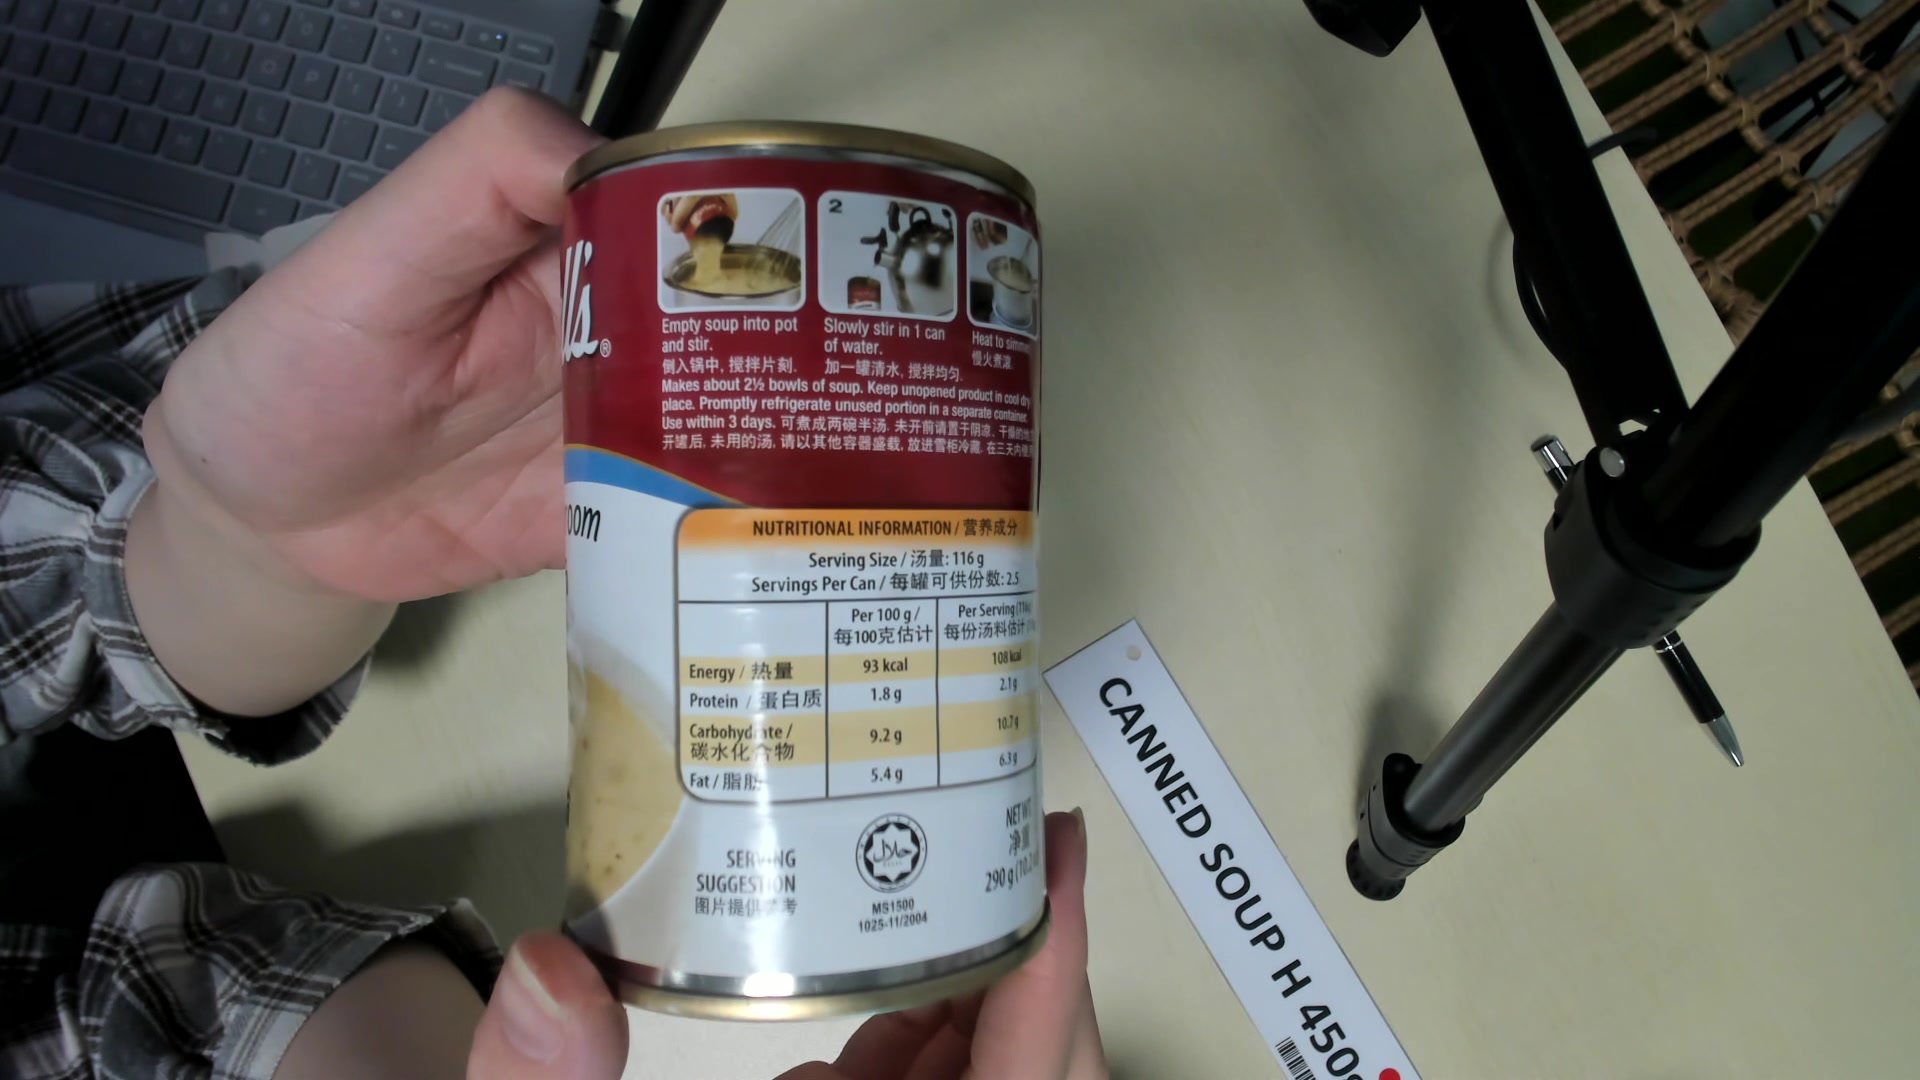 ll's®
2
Empty soup into pot
and stir.
倒入锅中, 搅拌片刻.
Slowly stir in 1 can
of water.
加一罐清水, 搅拌均匀.
Heat to
慢火煮滚.
Makes about 2½ bowls of soup. Keep unopened product in cool dry
place. Promptly refrigerate unused portion in a separate container.
Use within 3 days. 可煮成两碗半汤. 未开前请置于阴凉, 干燥的
开罐后, 未用的汤, 请以其他容器盛载, 放进雪柜冷藏. 在三天内
oom
NUTRITIONAL INFORMATION / 营养成分
Serving Size / 汤量: 116 g
Servings Per Can / 每罐可供份数: 2.5
Per 100 g /
每100克估计
Per Serving (116g)
每份汤料估计
Energy / 热量 93 kcal 108 kcal
Protein / 蛋白质 1.8 g 2.1 g
Carbohydrate /
碳水化合物 9.2 g 10.7 g
Fat / 脂肪 5.4 g 6.3 g
SERVING
SUGGESTION
图片提供参考
حلال
MS1500
1025-11/2004
NET WT.
净重
290 g (10.2
CANNED SOUP H 450g